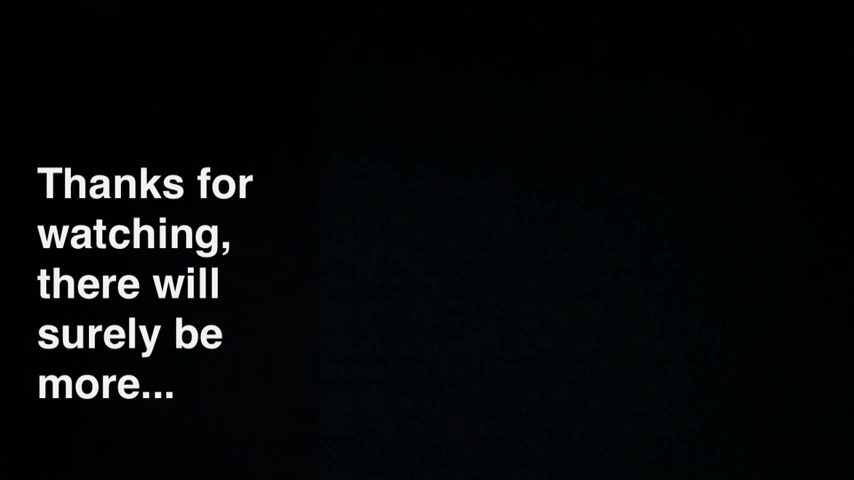 Thanks for
watching,
there will
surely be
more...